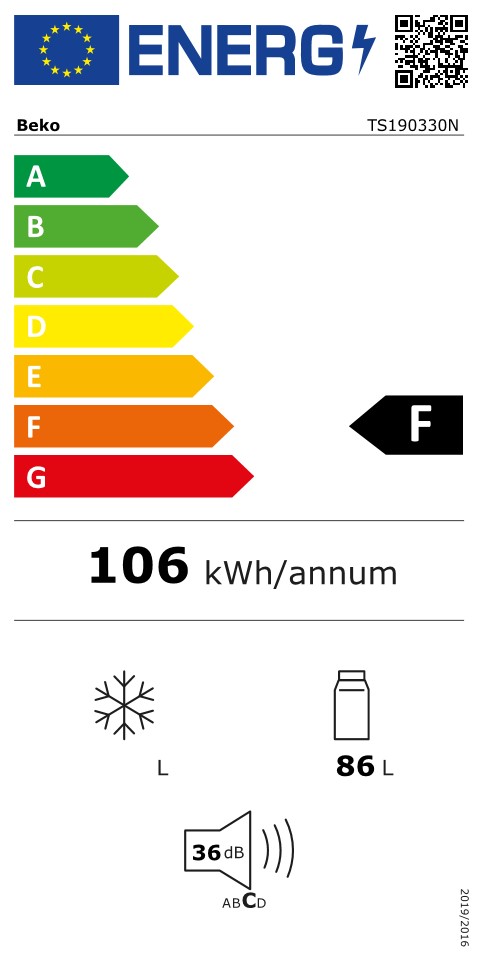 ENERG
Beko TS190330N
A
B
C
D
E
F
F
G
106 kWh/annum
L
86 L
36 dB
ABCD
2019/2016